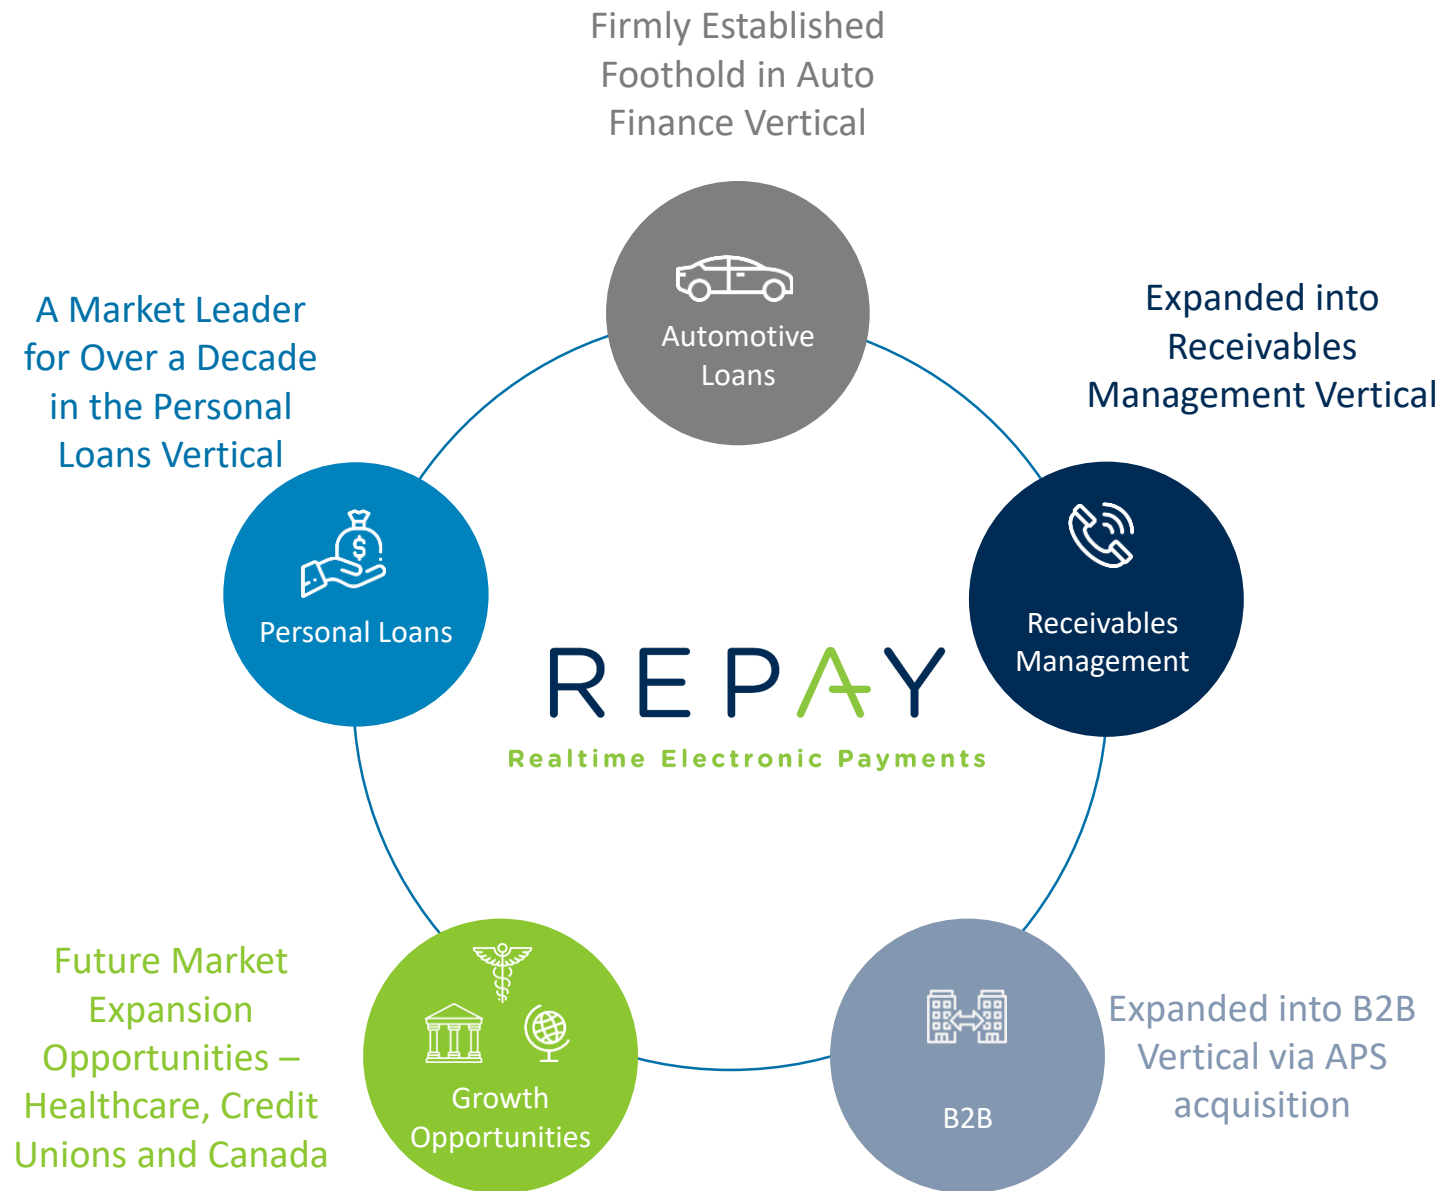 Firmly Established
Foothold in Auto
Finance Vertical
Automotive
Loans
A Market Leader
for Over a Decade
in the Personal
Loans Vertical
Expanded into
Receivables
Management Vertical
$
Personal Loans
Receivables
Management
REPAY
Realtime Electronic Payments
Future Market
Expansion
Opportunities –
Healthcare, Credit
Unions and Canada
Growth
Opportunities
B2B
Expanded into B2B
Vertical via APS
acquisition